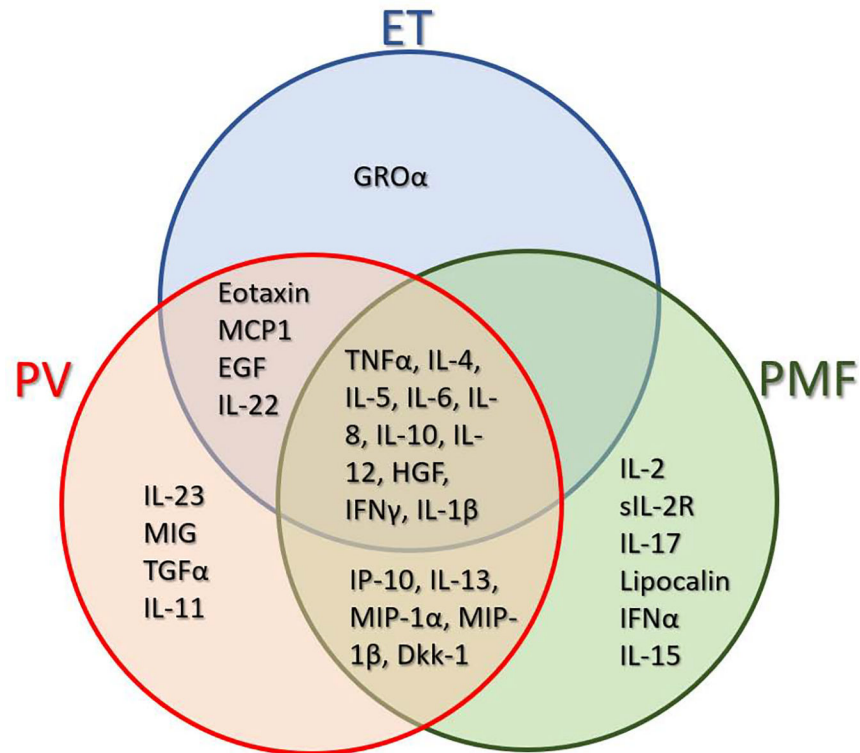 ET
GROα
Eotaxin
MCP1
EGF
IL-22
PV
TNFα, IL-4,
IL-5, IL-6, IL-
8, IL-10, IL-
12, HGF,
IFNγ, IL-1β
PMF
IL-23
MIG
TGFα
IL-11
IP-10, IL-13,
MIP-1α, MIP-
1β, Dkk-1
IL-2
sIL-2R
IL-17
Lipocalin
IFNα
IL-15